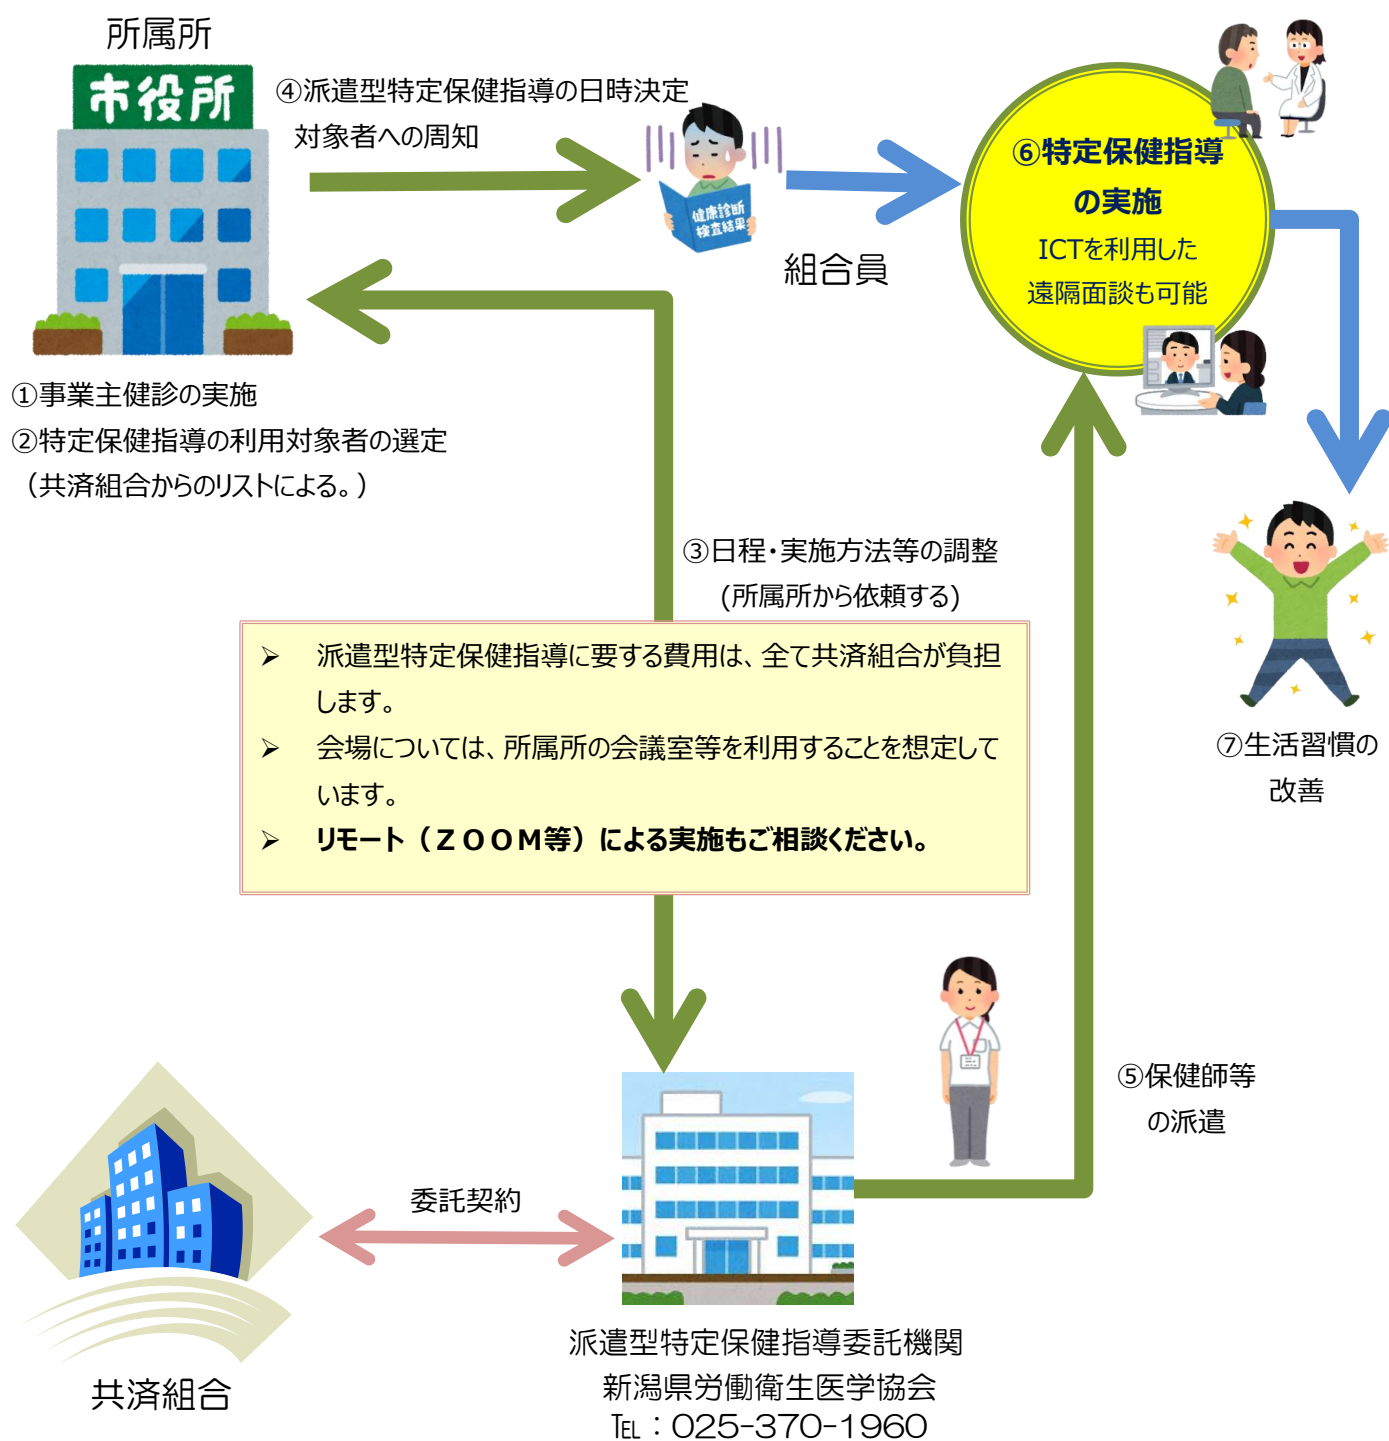 所属所
市役所
④派遣型特定保健指導の日時決定
対象者への周知
健康診断
検査結果
組合員
⑥特定保健指導
の実施
ICTを利用した
遠隔面談も可能
①事業主健診の実施
②特定保健指導の利用対象者の選定
（共済組合からのリストによる。）
③日程・実施方法等の調整
(所属所から依頼する)
➢ 派遣型特定保健指導に要する費用は、全て共済組合が負担
します。
➢ 会場については、所属所の会議室等を利用することを想定して
います。
➢ リモート（ＺＯＯＭ等）による実施もご相談ください。
⑦生活習慣の
改善
⑤保健師等
の派遣
委託契約
共済組合
派遣型特定保健指導委託機関
新潟県労働衛生医学協会
℡：025-370-1960